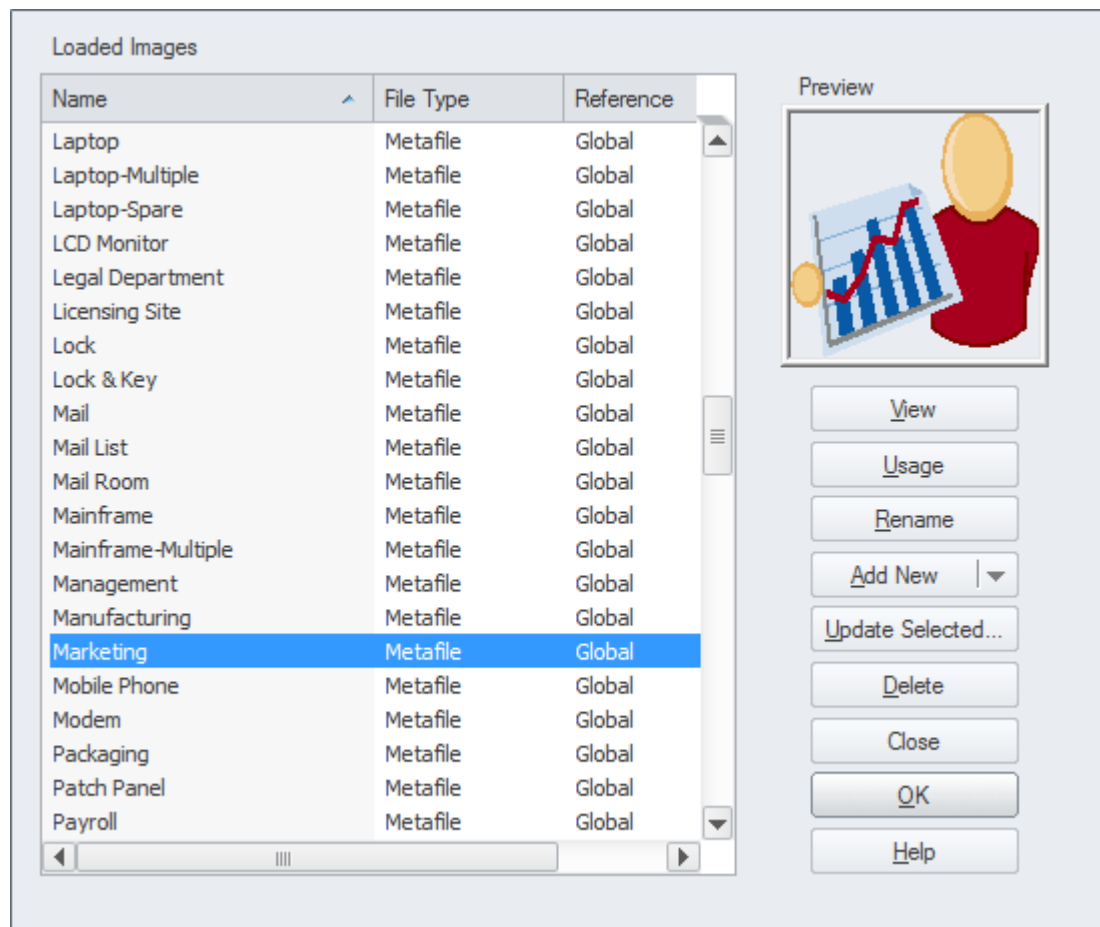 Loaded Images
Name File Type Reference
Laptop Metafile Global
Laptop-Multiple Metafile Global
Laptop-Spare Metafile Global
LCD Monitor Metafile Global
Legal Department Metafile Global
Licensing Site Metafile Global
Lock Metafile Global
Lock & Key Metafile Global
Mail Metafile Global
Mail List Metafile Global
Mail Room Metafile Global
Mainframe Metafile Global
Mainframe-Multiple Metafile Global
Management Metafile Global
Manufacturing Metafile Global
Marketing Metafile Global
Mobile Phone Metafile Global
Modem Metafile Global
Packaging Metafile Global
Patch Panel Metafile Global
Payroll Metafile Global
Preview
View
Usage
Rename
Add New
Update Selected...
Delete
Close
OK
Help